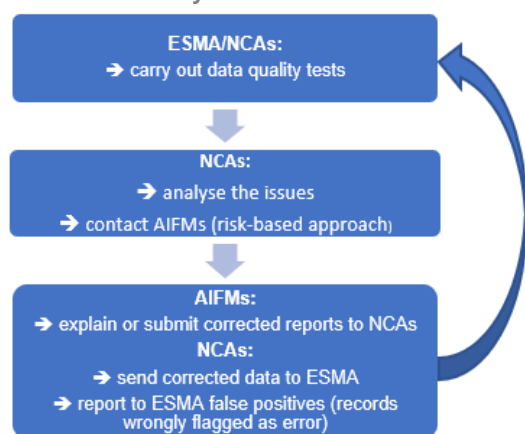 ESMA/NCAs:
➔ carry out data quality tests
NCAs:
➔ analyse the issues
➔ contact AIFMs (risk-based approach)
AIFMs:
➔ explain or submit corrected reports to NCAs
NCAs:
➔ send corrected data to ESMA
➔ report to ESMA false positives (records
wrongly flagged as error)